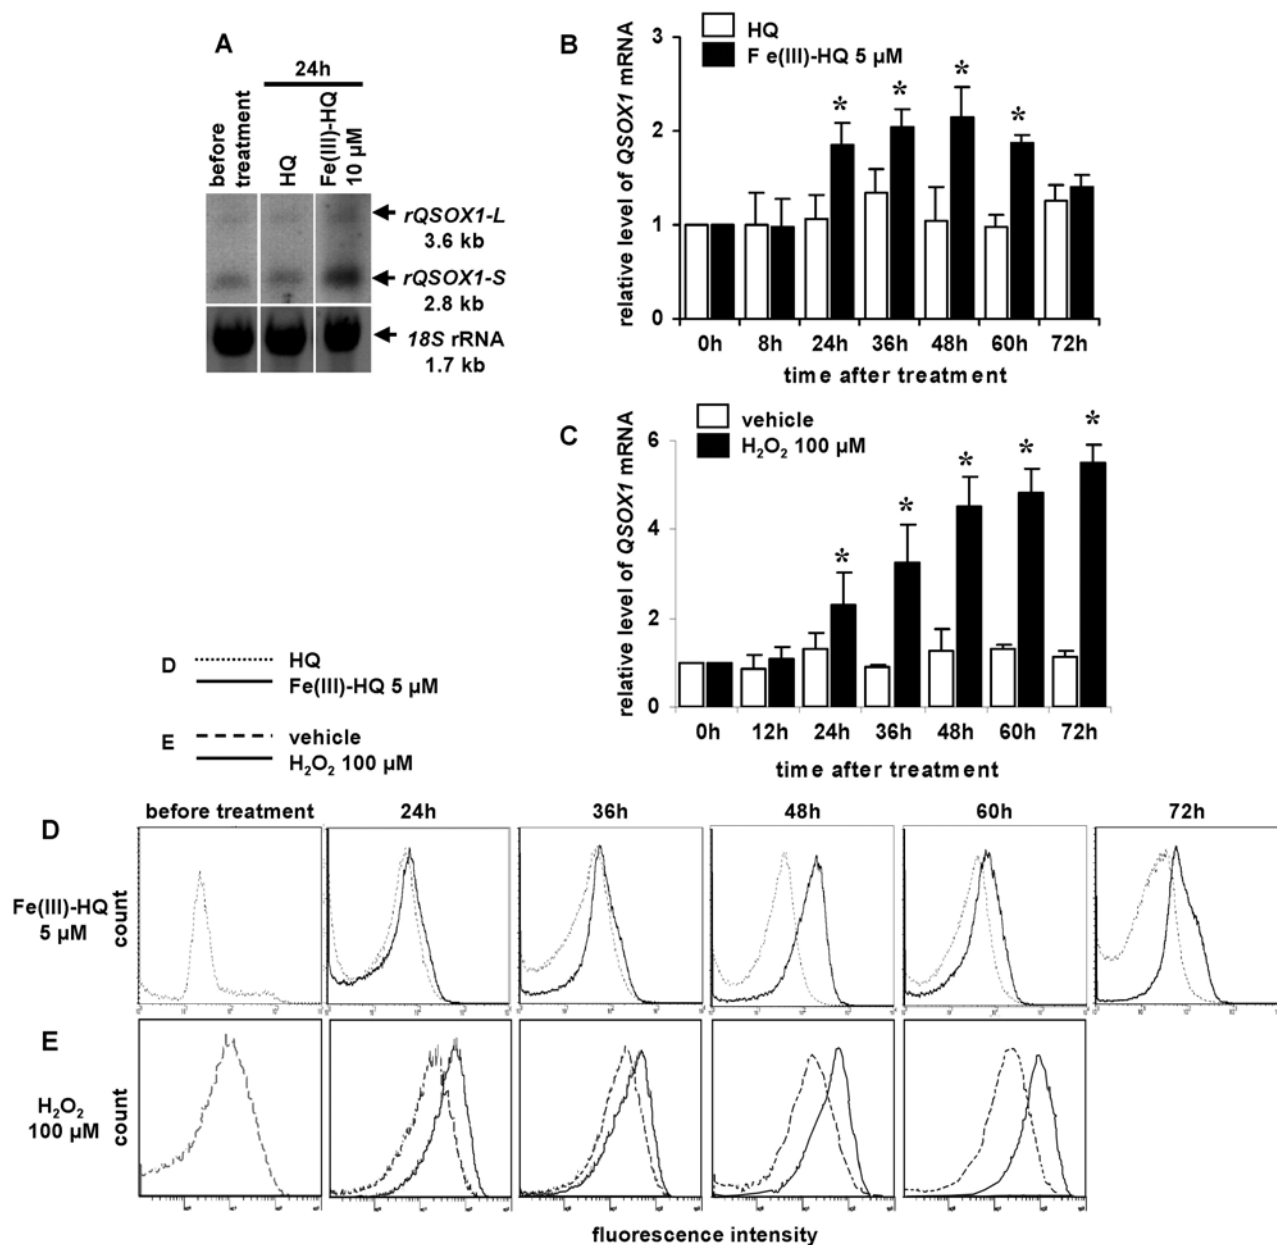 A
24h
before
treatment
HQ
Fe(III)-HQ
10 µM
rQSOX1-L
3.6 kb
rQSOX1-S
2.8 kb
18S rRNA
1.7 kb
B
HQ
F e(III)-HQ 5 µM
relative level of QSOX1 mRNA
3
2
1
0
* * * *
0h 8h 24h 36h 48h 60h 72h
time after treatment
C
vehicle
H₂O₂ 100 µM
relative level of QSOX1 mRNA
6
4
2
0
* * * * *
0h 12h 24h 36h 48h 60h 72h
time after treatment
D HQ
Fe(III)-HQ 5 µM
E vehicle
H₂O₂ 100 µM
before treatment 24h 36h 48h 60h 72h
D
Fe(III)-HQ
5 µM
count
E
H₂O₂
100 µM
count
fluorescence intensity